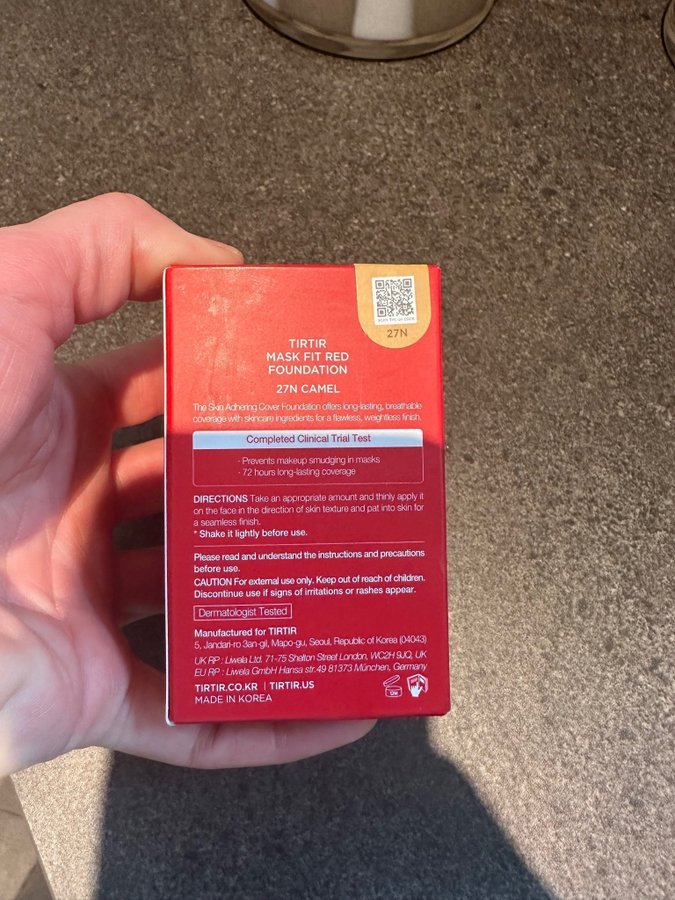 27N
TIRTIR
MASK FIT RED
FOUNDATION
27N CAMEL
The Skin Adhering Cover Foundation offers long-lasting, breathable
coverage with skincare ingredients for a flawless, weightless finish.
Completed Clinical Trial Test
· Prevents makeup smudging in masks
· 72 hours long-lasting coverage
DIRECTIONS Take an appropriate amount and thinly apply it
on the face in the direction of skin texture and pat into skin for
a seamless finish.
* Shake it lightly before use.
Please read and understand the instructions and precautions
before use.
CAUTION For external use only. Keep out of reach of children.
Discontinue use if signs of irritations or rashes appear.
Dermatologist Tested
Manufactured for TIRTIR
5, Jandari-ro 3an-gil, Mapo-gu, Seoul, Republic of Korea (04043)
UK RP : Liwela Ltd. 71-75 Shelton Street London, WC2H 9JQ, UK
EU RP : Liwela GmbH Hansa str.49 81373 München, Germany
TIRTIR.CO.KR | TIRTIR.US
MADE IN KOREA